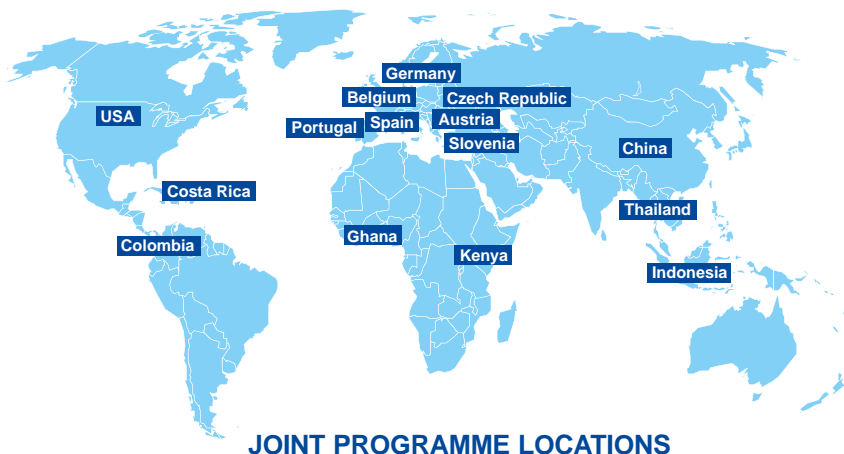 Germany
Belgium
Czech Republic
USA
Portugal
Spain
Austria
Slovenia
China
Costa Rica
Thailand
Ghana
Colombia
Kenya
Indonesia
JOINT PROGRAMME LOCATIONS